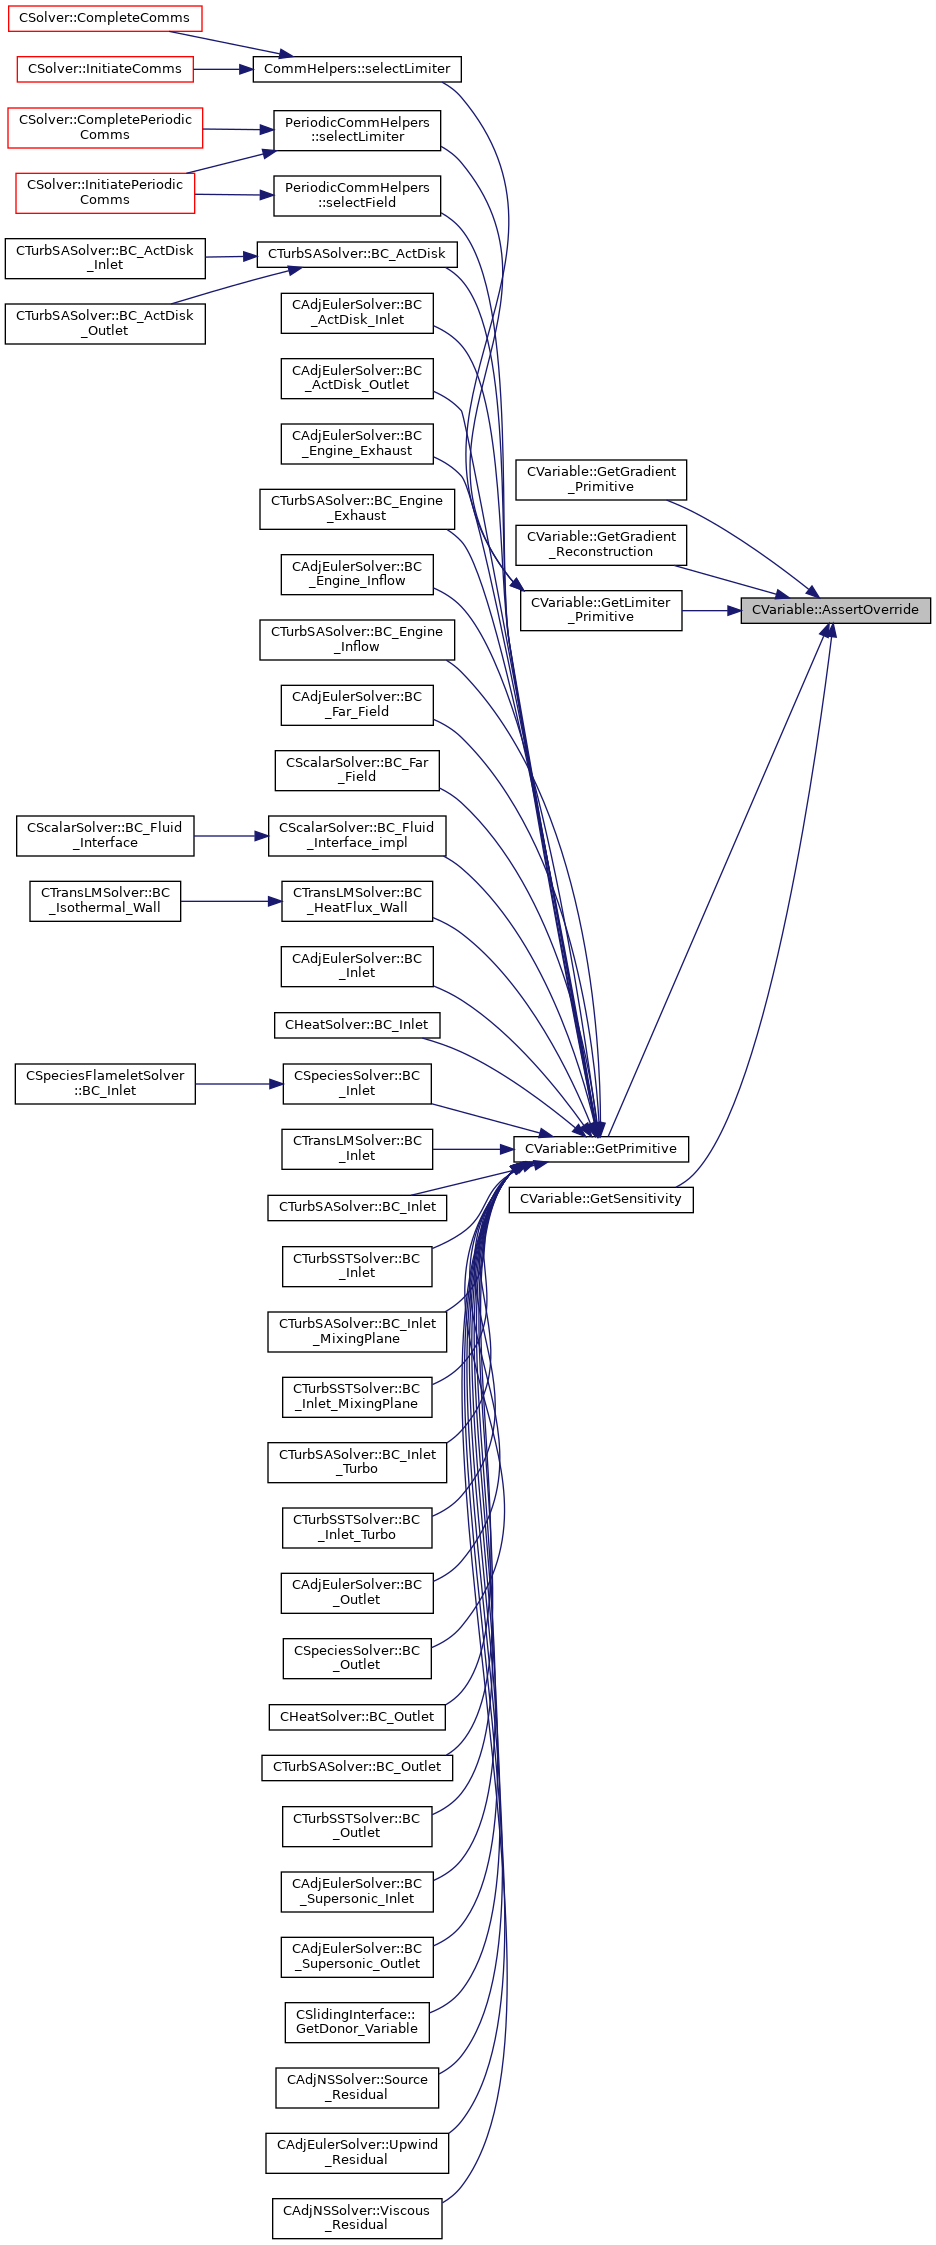 CSolver::CompleteComms
CSolver::InitiateComms
CommHelpers::selectLimiter
CSolver::CompletePeriodic
Comms
PeriodicCommHelpers
::selectLimiter
CSolver::InitiatePeriodic
Comms
PeriodicCommHelpers
::selectField
CTurbSASolver::BC_ActDisk
_Inlet
CTurbSASolver::BC_ActDisk
CTurbSASolver::BC_ActDisk
_Outlet
CAdjEulerSolver::BC
_ActDisk_Inlet
CAdjEulerSolver::BC
_ActDisk_Outlet
CAdjEulerSolver::BC
_Engine_Exhaust
CTurbSASolver::BC_Engine
_Exhaust
CAdjEulerSolver::BC
_Engine_Inflow
CTurbSASolver::BC_Engine
_Inflow
CVariable::GetGradient
_Primitive
CVariable::GetGradient
_Reconstruction
CVariable::GetLimiter
_Primitive
CVariable::AssertOverride
CAdjEulerSolver::BC
_Far_Field
CScalarSolver::BC_Far
_Field
CScalarSolver::BC_Fluid
_Interface
CScalarSolver::BC_Fluid
_Interface_impl
CTransLMSolver::BC
_Isothermal_Wall
CTransLMSolver::BC
_HeatFlux_Wall
CAdjEulerSolver::BC
_Inlet
CHeatSolver::BC_Inlet
CSpeciesFlameletSolver
::BC_Inlet
CSpeciesSolver::BC
_Inlet
CTransLMSolver::BC
_Inlet
CVariable::GetPrimitive
CVariable::GetSensitivity
CTurbSASolver::BC_Inlet
CTurbSSTSolver::BC
_Inlet
CTurbSASolver::BC_Inlet
_MixingPlane
CTurbSSTSolver::BC
_Inlet_MixingPlane
CTurbSASolver::BC_Inlet
_Turbo
CTurbSSTSolver::BC
_Inlet_Turbo
CAdjEulerSolver::BC
_Outlet
CSpeciesSolver::BC
_Outlet
CHeatSolver::BC_Outlet
CTurbSASolver::BC_Outlet
CTurbSSTSolver::BC
_Outlet
CAdjEulerSolver::BC
_Supersonic_Inlet
CAdjEulerSolver::BC
_Supersonic_Outlet
CSlidingInterface::
GetDonor_Variable
CAdjNSSolver::Source
_Residual
CAdjEulerSolver::Upwind
_Residual
CAdjNSSolver::Viscous
_Residual